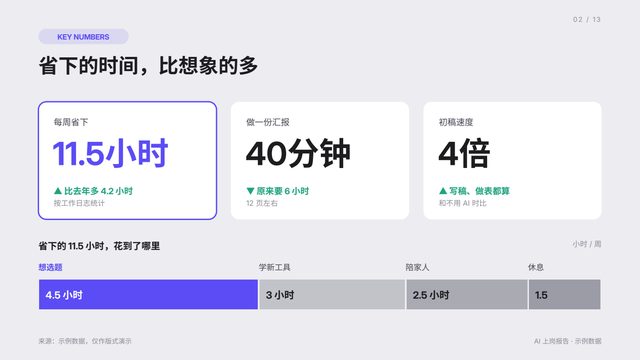 02 / 13
KEY NUMBERS
省下的时间，比想象的多
每周省下
11.5小时
▲ 比去年多 4.2 小时
按工作日志统计
做一份汇报
40分钟
▼ 原来要 6 小时
12 页左右
初稿速度
4倍
▲ 写稿、做表都算
和不用 AI 时比
省下的 11.5 小时，花到了哪里
小时 / 周
想选题
学新工具
陪家人
休息
4.5 小时
3 小时
2.5 小时
1.5
来源：示例数据，仅作版式演示
AI 上岗报告 · 示例数据